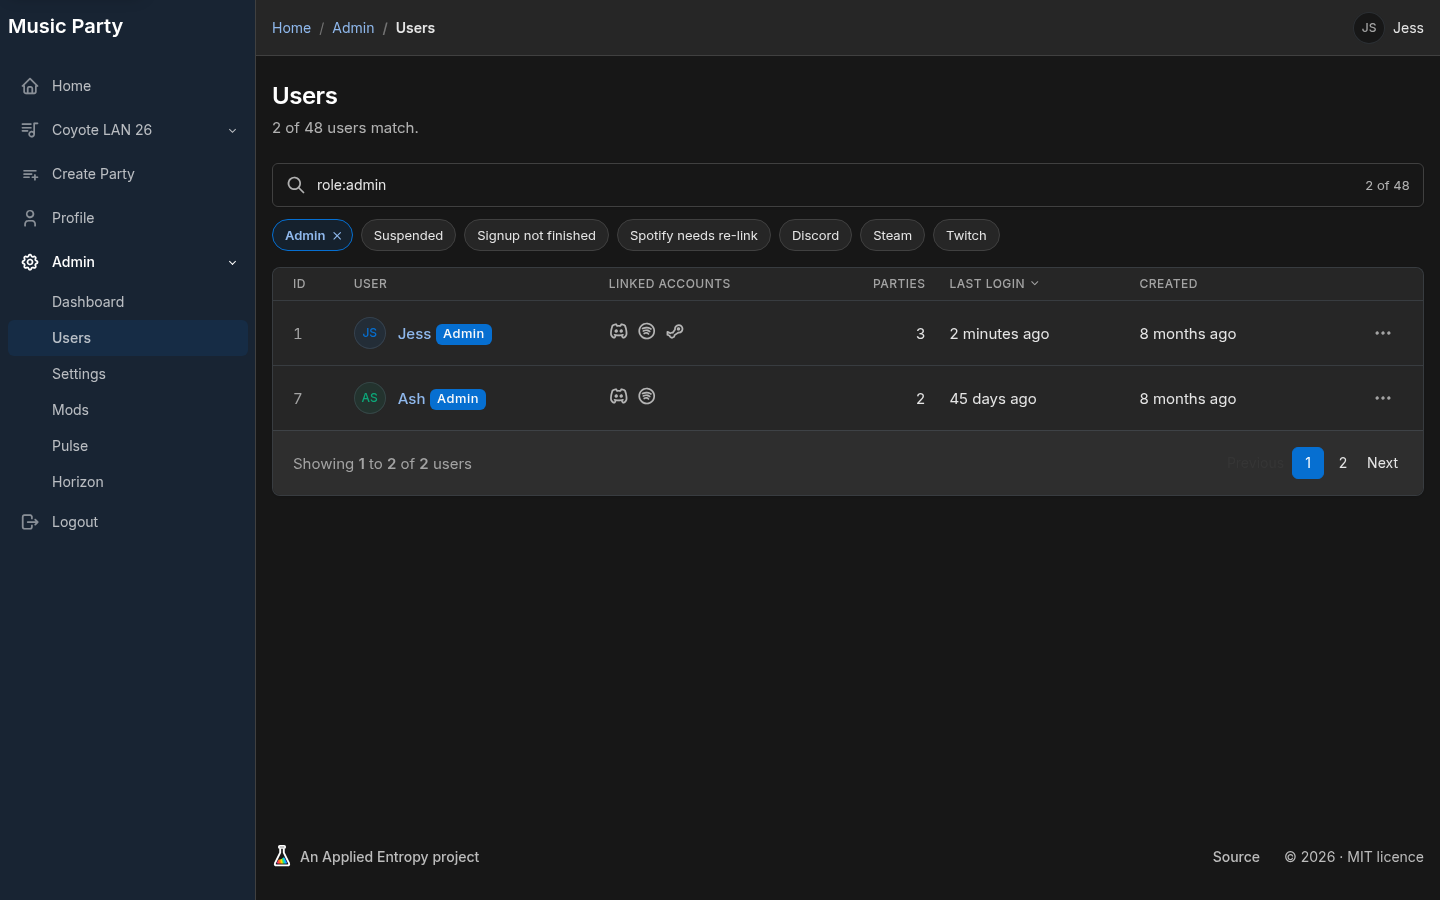 Music Party
Home
Coyote LAN 26
Create Party
Profile
Admin
Dashboard
Users
Settings
Mods
Pulse
Horizon
Logout
Home / Admin / Users
JS Jess
Users
2 of 48 users match.
role:admin 2 of 48
Admin × Suspended Signup not finished Spotify needs re-link Discord Steam Twitch
ID USER LINKED ACCOUNTS PARTIES LAST LOGIN CREATED
1 JS Jess Admin 3 2 minutes ago 8 months ago ...
7 AS Ash Admin 2 45 days ago 8 months ago ...
Showing 1 to 2 of 2 users Previous 1 2 Next
An Applied Entropy project Source © 2026 · MIT licence